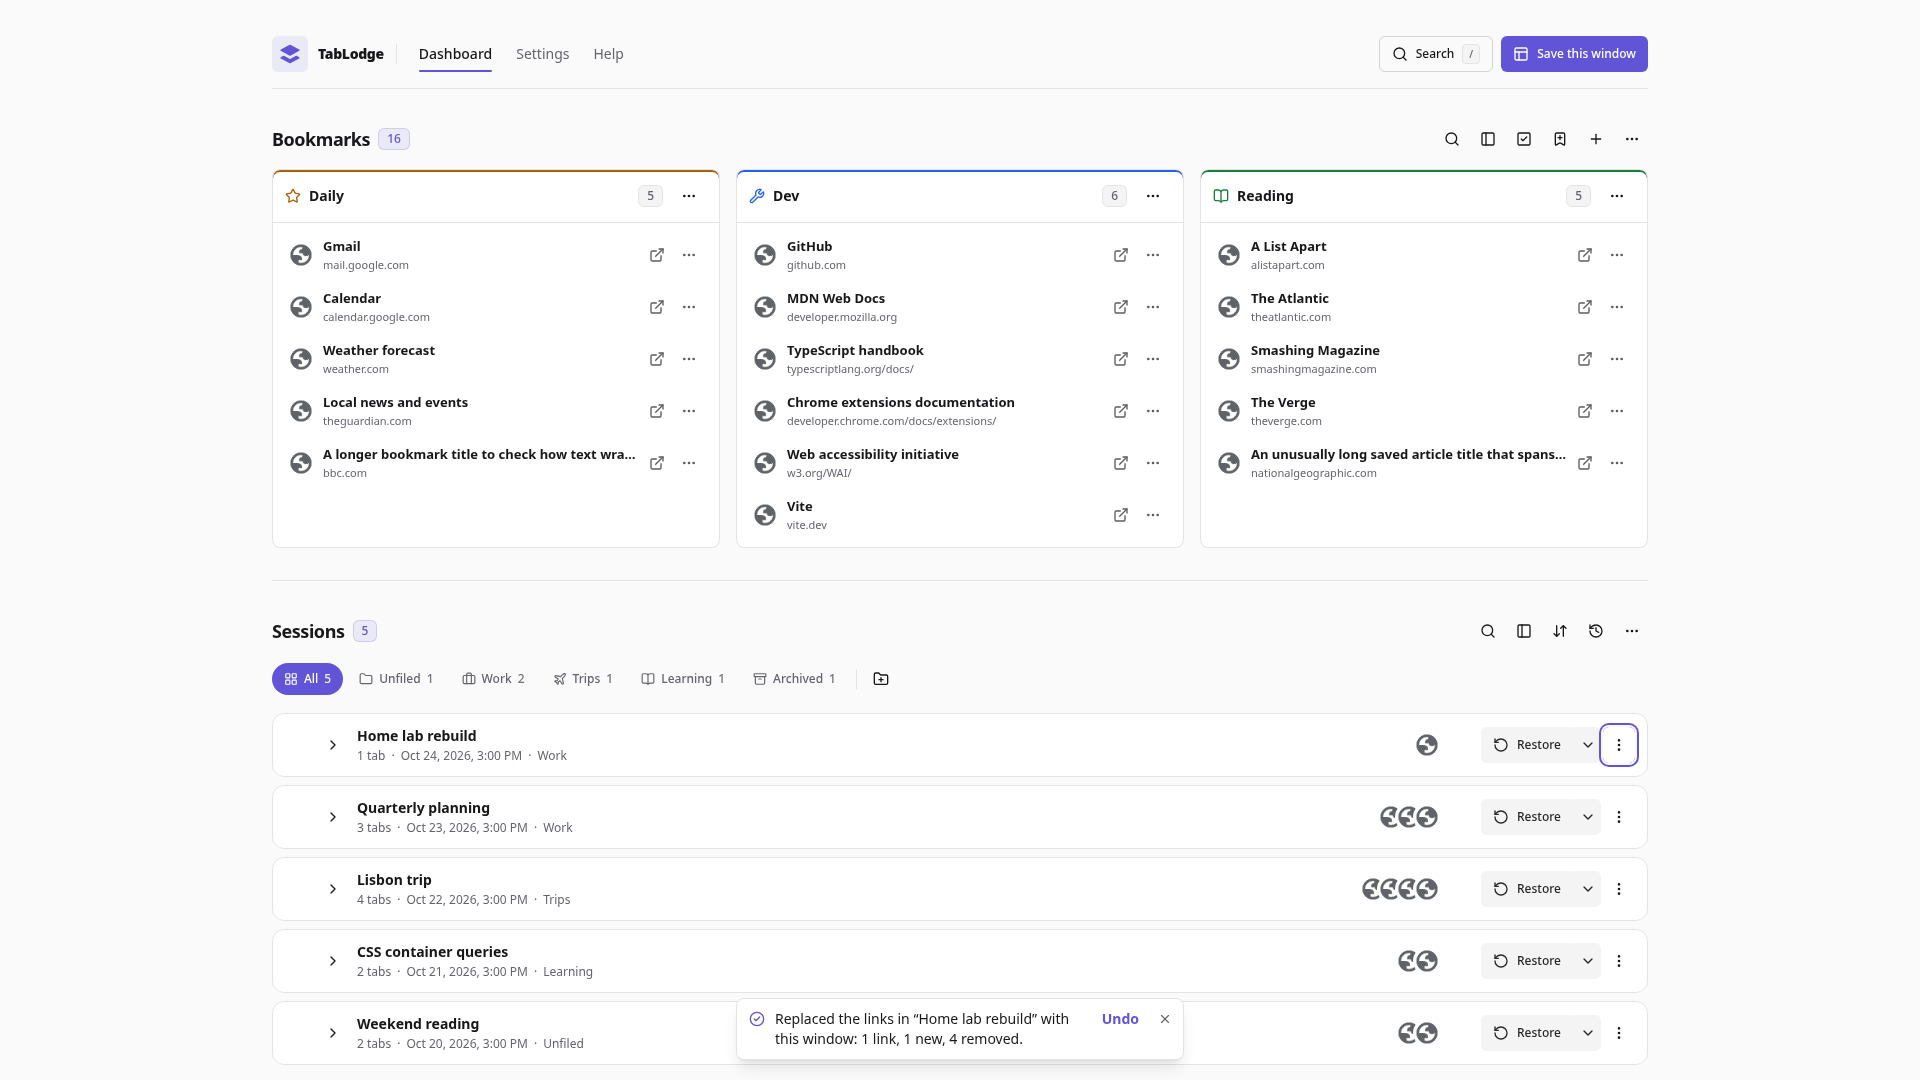 TabLodge
Dashboard
Settings
Help
Search /
Save this window
Bookmarks 16
Daily 5
Gmail
mail.google.com
Calendar
calendar.google.com
Weather forecast
weather.com
Local news and events
theguardian.com
A longer bookmark title to check how text wra...
bbc.com
Dev 6
GitHub
github.com
MDN Web Docs
developer.mozilla.org
TypeScript handbook
typescriptlang.org/docs/
Chrome extensions documentation
developer.chrome.com/docs/extensions/
Web accessibility initiative
w3.org/WAI/
Vite
vite.dev
Reading 5
A List Apart
alistapart.com
The Atlantic
theatlantic.com
Smashing Magazine
smashingmagazine.com
The Verge
theverge.com
An unusually long saved article title that spans...
nationalgeographic.com
Sessions 5
All 5
Unfiled 1
Work 2
Trips 1
Learning 1
Archived 1
Home lab rebuild
1 tab · Oct 24, 2026, 3:00 PM · Work
Restore
Quarterly planning
3 tabs · Oct 23, 2026, 3:00 PM · Work
Restore
Lisbon trip
4 tabs · Oct 22, 2026, 3:00 PM · Trips
Restore
CSS container queries
2 tabs · Oct 21, 2026, 3:00 PM · Learning
Restore
Weekend reading
2 tabs · Oct 20, 2026, 3:00 PM · Unfiled
Restore
Replaced the links in “Home lab rebuild” with
this window: 1 link, 1 new, 4 removed.
Undo